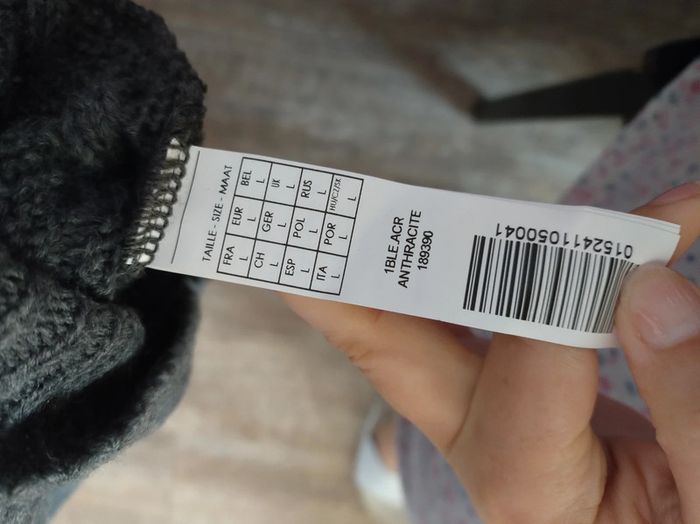 TAILLE - SIZE - MAAT
FRA EUR BEL
L L L
CH GER UK
L L L
ESP POL RUS
L L L
ITA POR HU/CZ/SK
L L L
1BLE.ACR
ANTHRACITE
189390
0152411050041